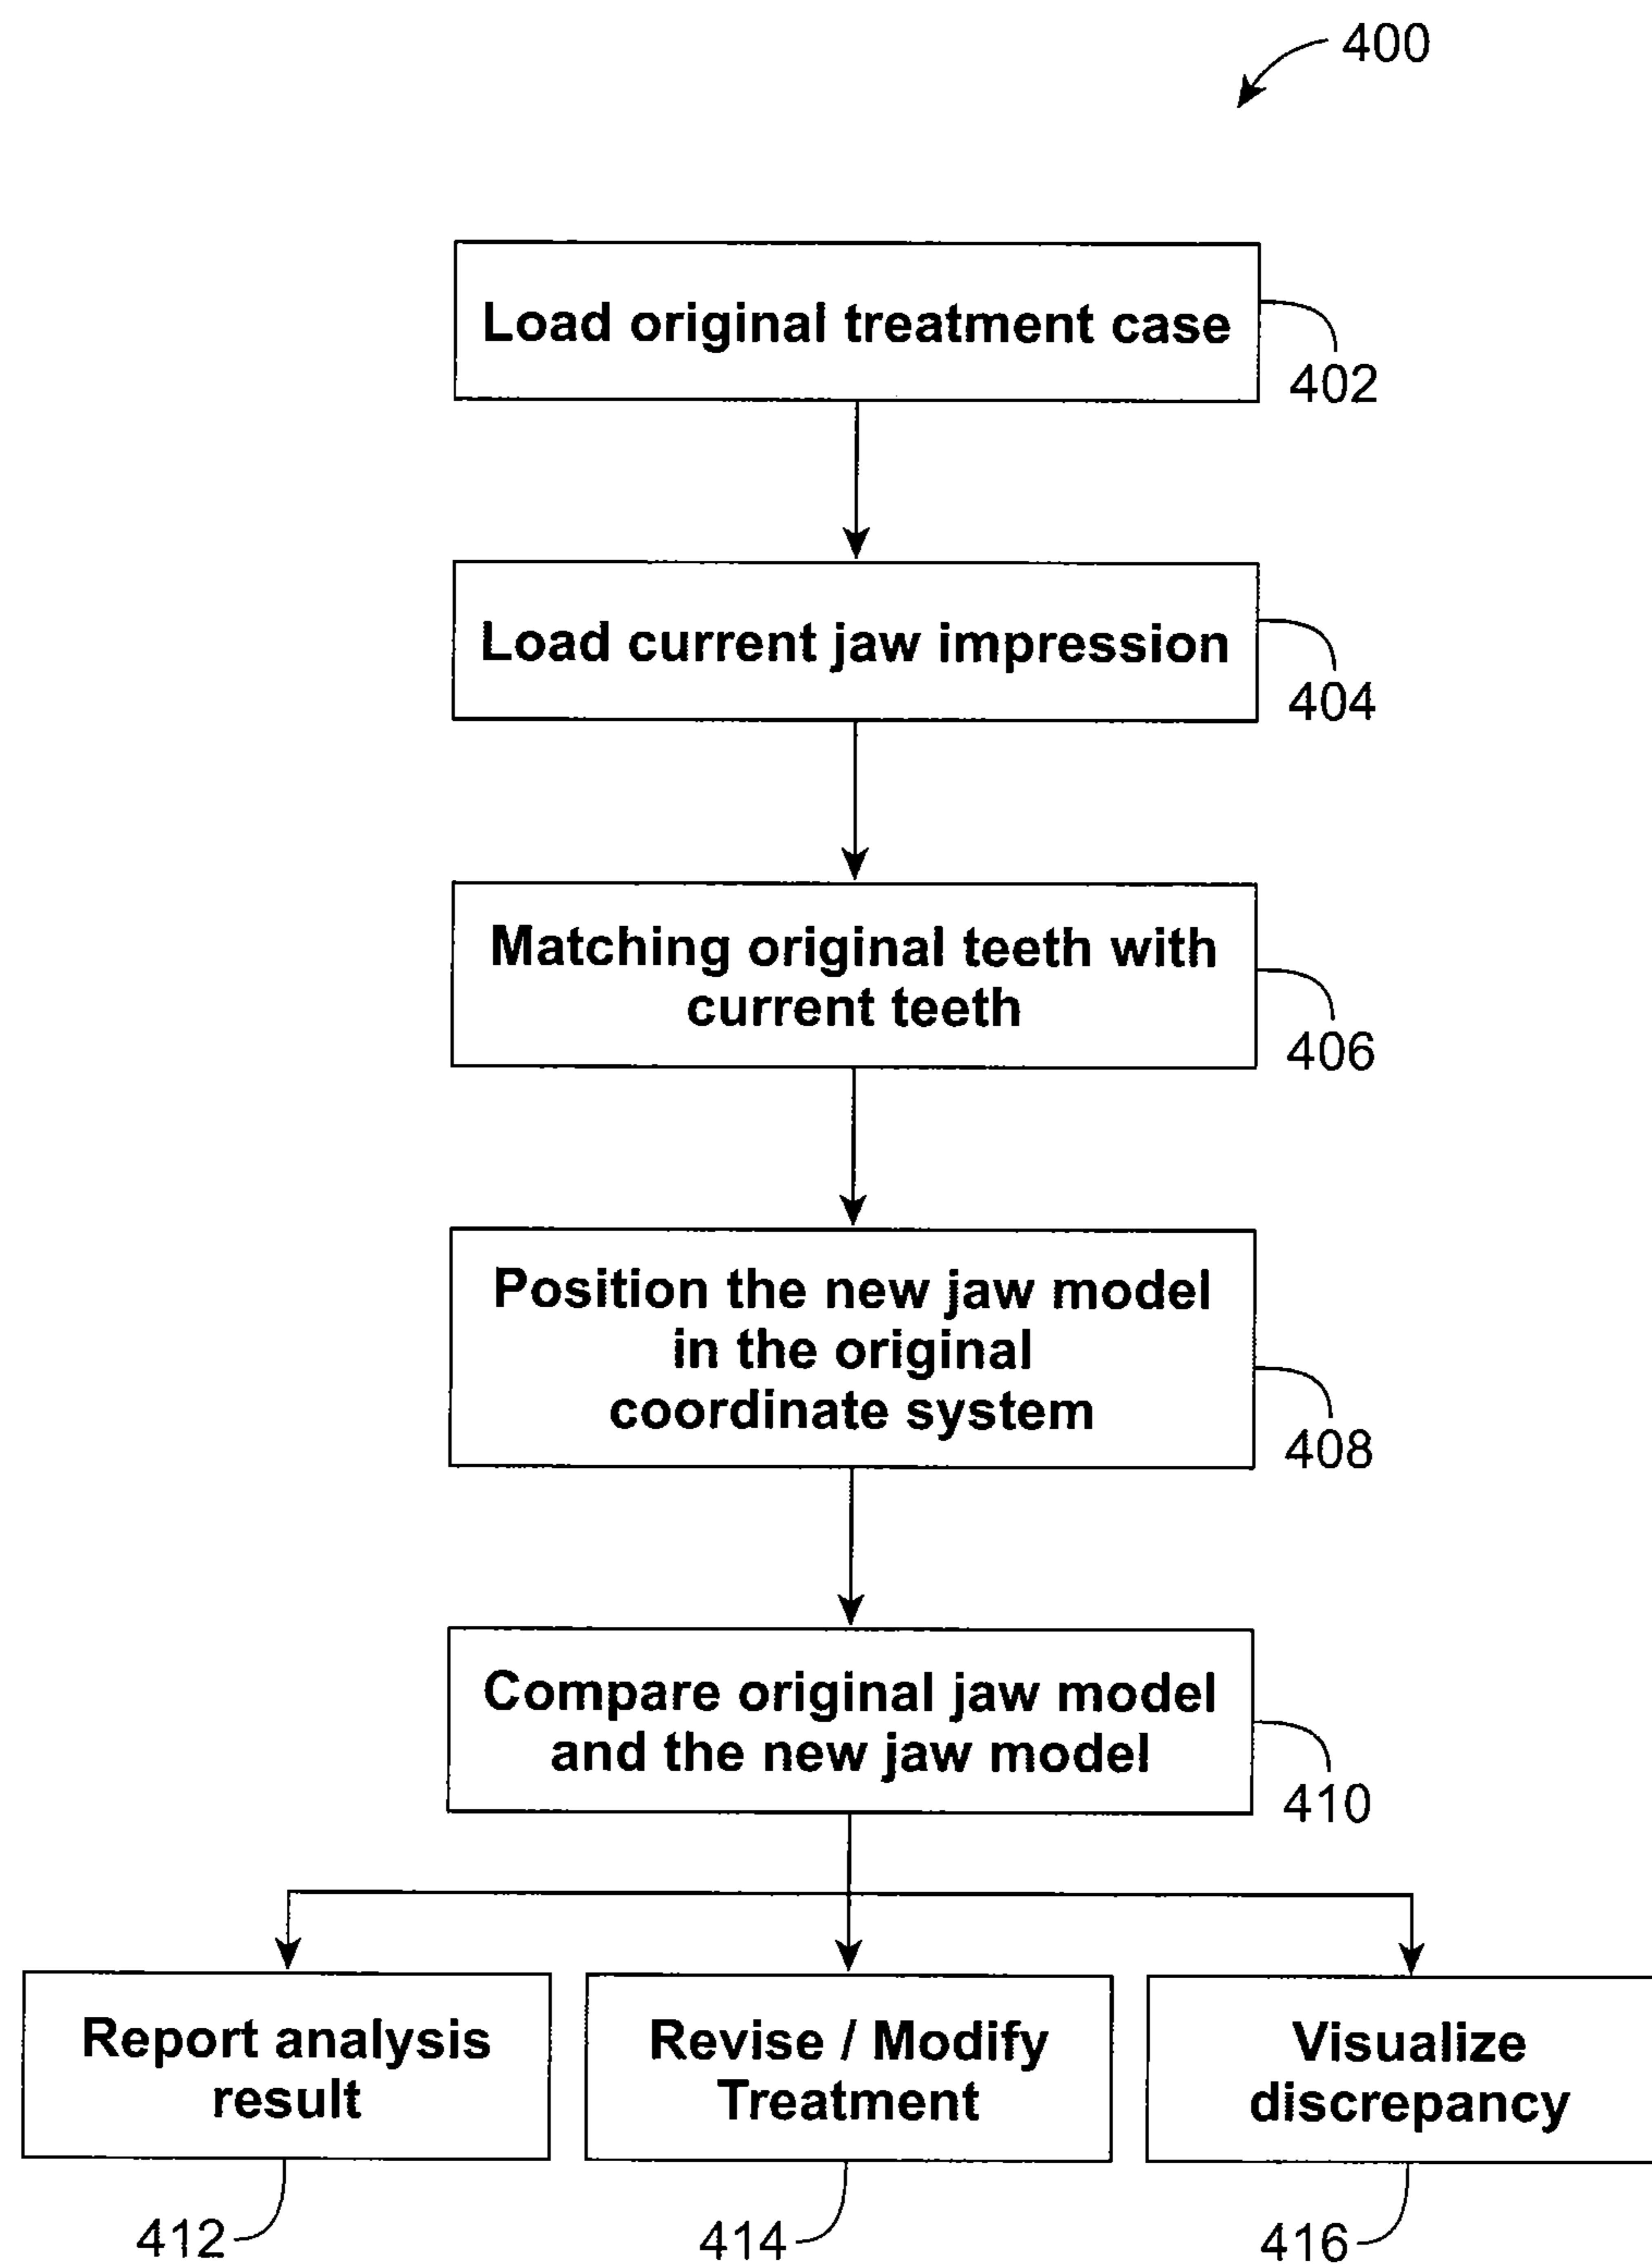 400
Load original treatment case
402
Load current jaw impression
404
Matching original teeth with
current teeth
406
Position the new jaw model
in the original
coordinate system
408
Compare original jaw model
and the new jaw model
410
Report analysis
result
412
Revise / Modify
Treatment
414
Visualize
discrepancy
416